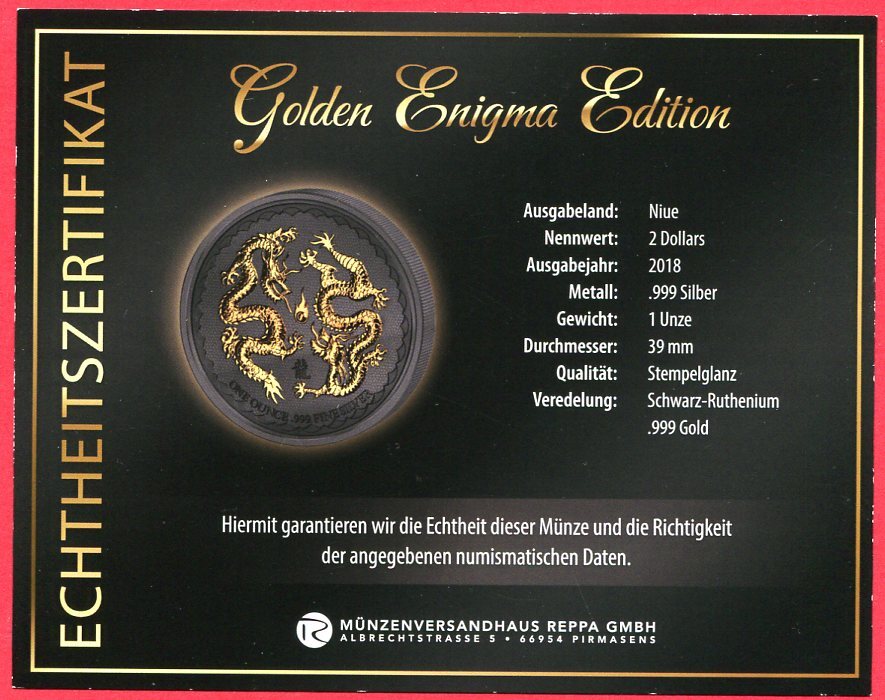 ECHTHEITSZERTIFIKAT
Golden Enigma Edition
Ausgabeland: Niue
Nennwert: 2 Dollars
Ausgabejahr: 2018
Metall: .999 Silber
Gewicht: 1 Unze
Durchmesser: 39 mm
Qualität: Stempelglanz
Veredelung: Schwarz-Ruthenium
.999 Gold
ONE OUNCE .999 FINE SILVER
Hiermit garantieren wir die Echtheit dieser Münze und die Richtigkeit
der angegebenen numismatischen Daten.
MÜNZENVERSANDHAUS REPPA GMBH
ALBRECHTSTRASSE 5 • 66954 PIRMASENS